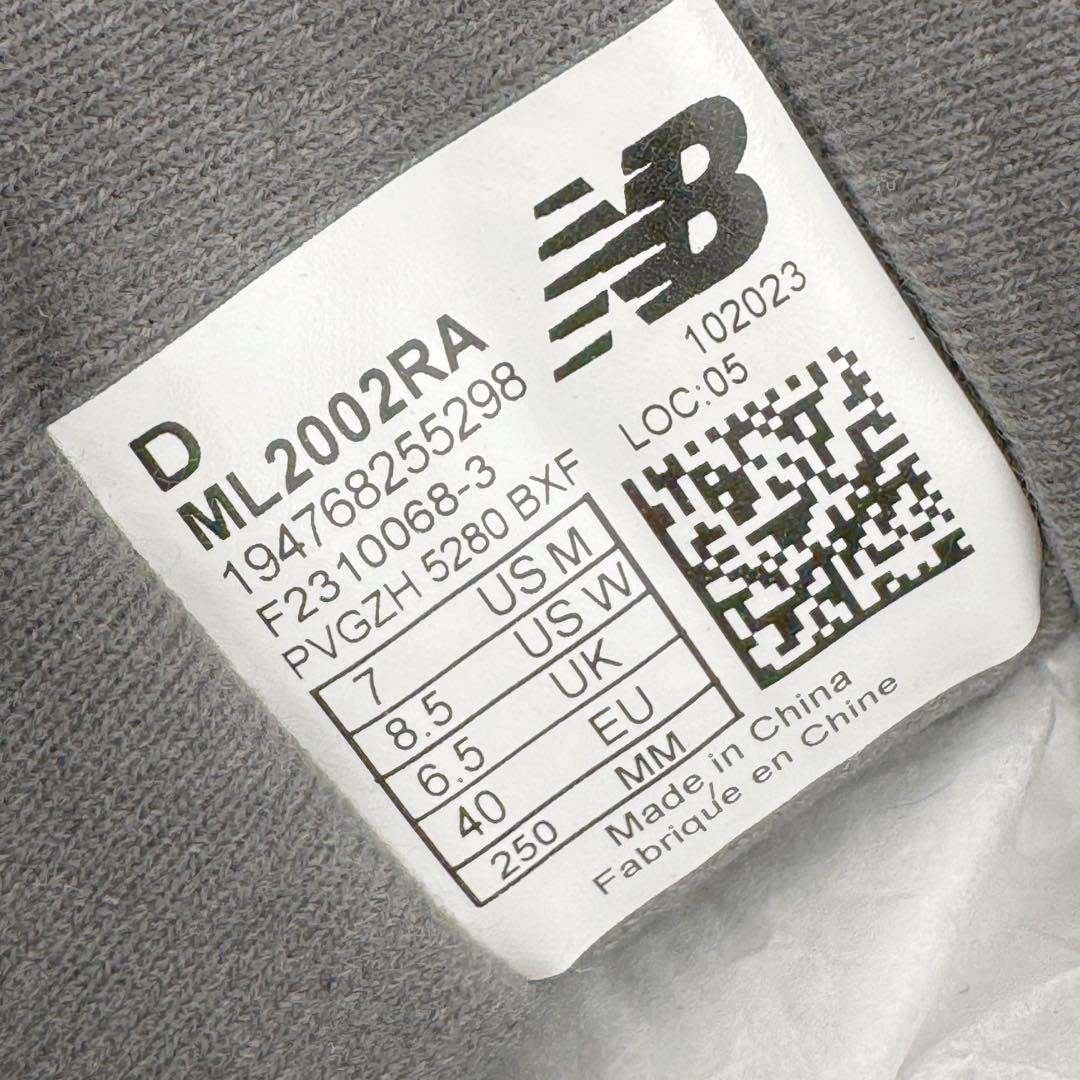 NB
102023
LOC:05
D
ML2002RA
194768255298
F2310068-3
PVGZH 5280 BXF
7 US M
8.5 US W
6.5 UK
40 EU
250 MM
Made in China
Fabriqué en Chine